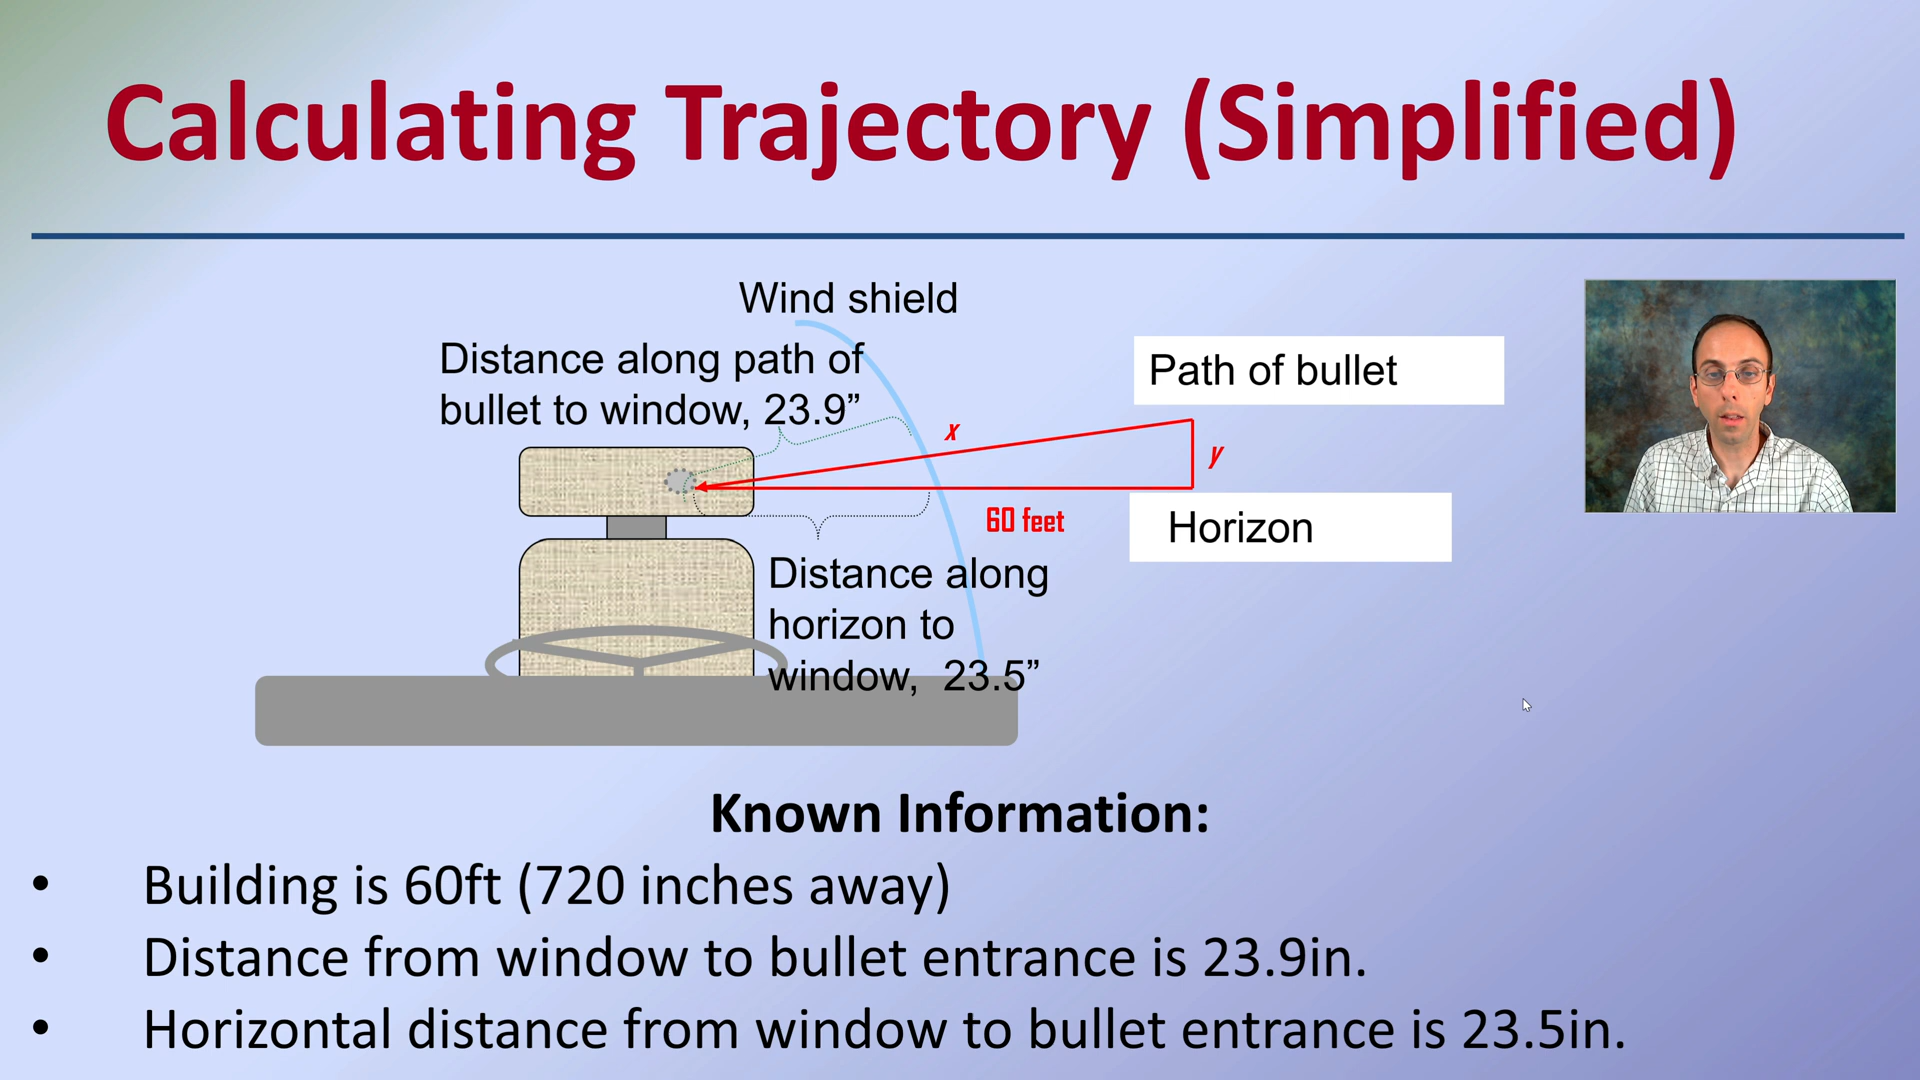 Calculating Trajectory (Simplified)
Wind shield
Distance along path of
bullet to window, 23.9”
Path of bullet
x
y
60 feet
Horizon
Distance along
horizon to
window,  23.5”
Known Information:
• Building is 60ft (720 inches away)
• Distance from window to bullet entrance is 23.9in.
• Horizontal distance from window to bullet entrance is 23.5in.